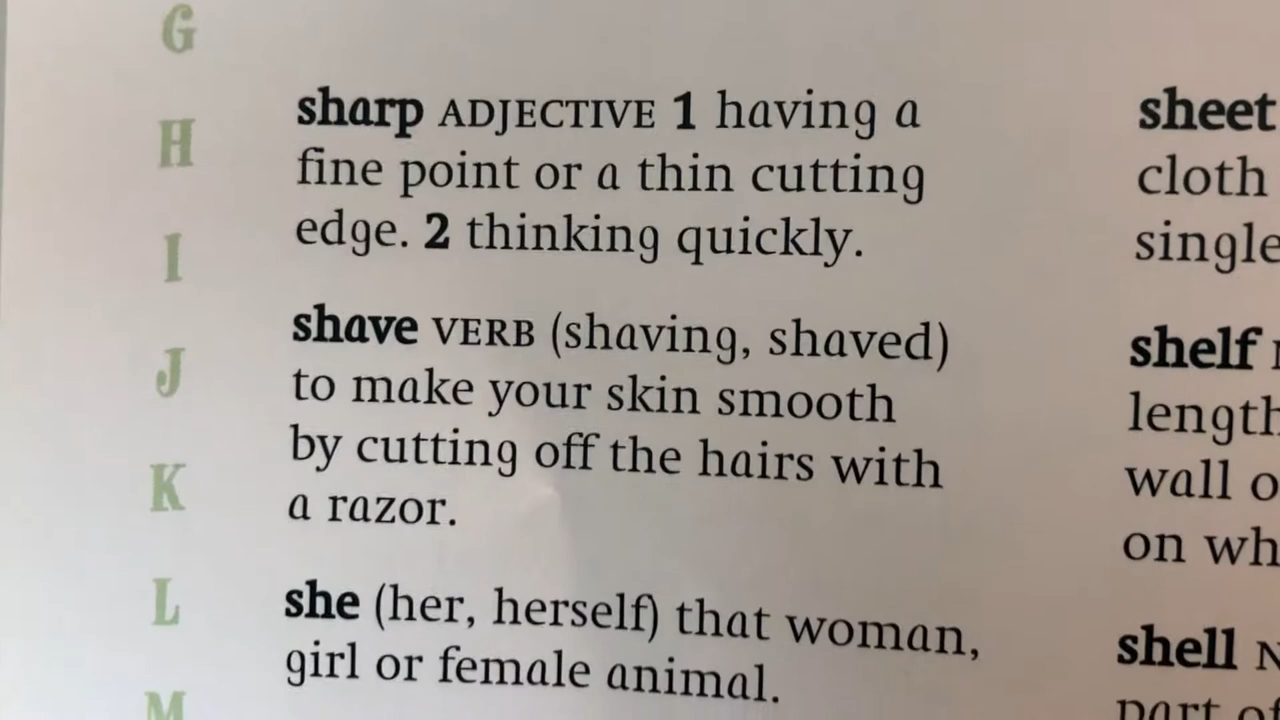 G
H
I
J
K
L
M
sharp ADJECTIVE 1 having a
fine point or a thin cutting
edge. 2 thinking quickly.
shave VERB (shaving, shaved)
to make your skin smooth
by cutting off the hairs with
a razor.
she (her, herself) that woman,
girl or female animal.
sheet
cloth
single
shelf
length
wall
on
shell
part